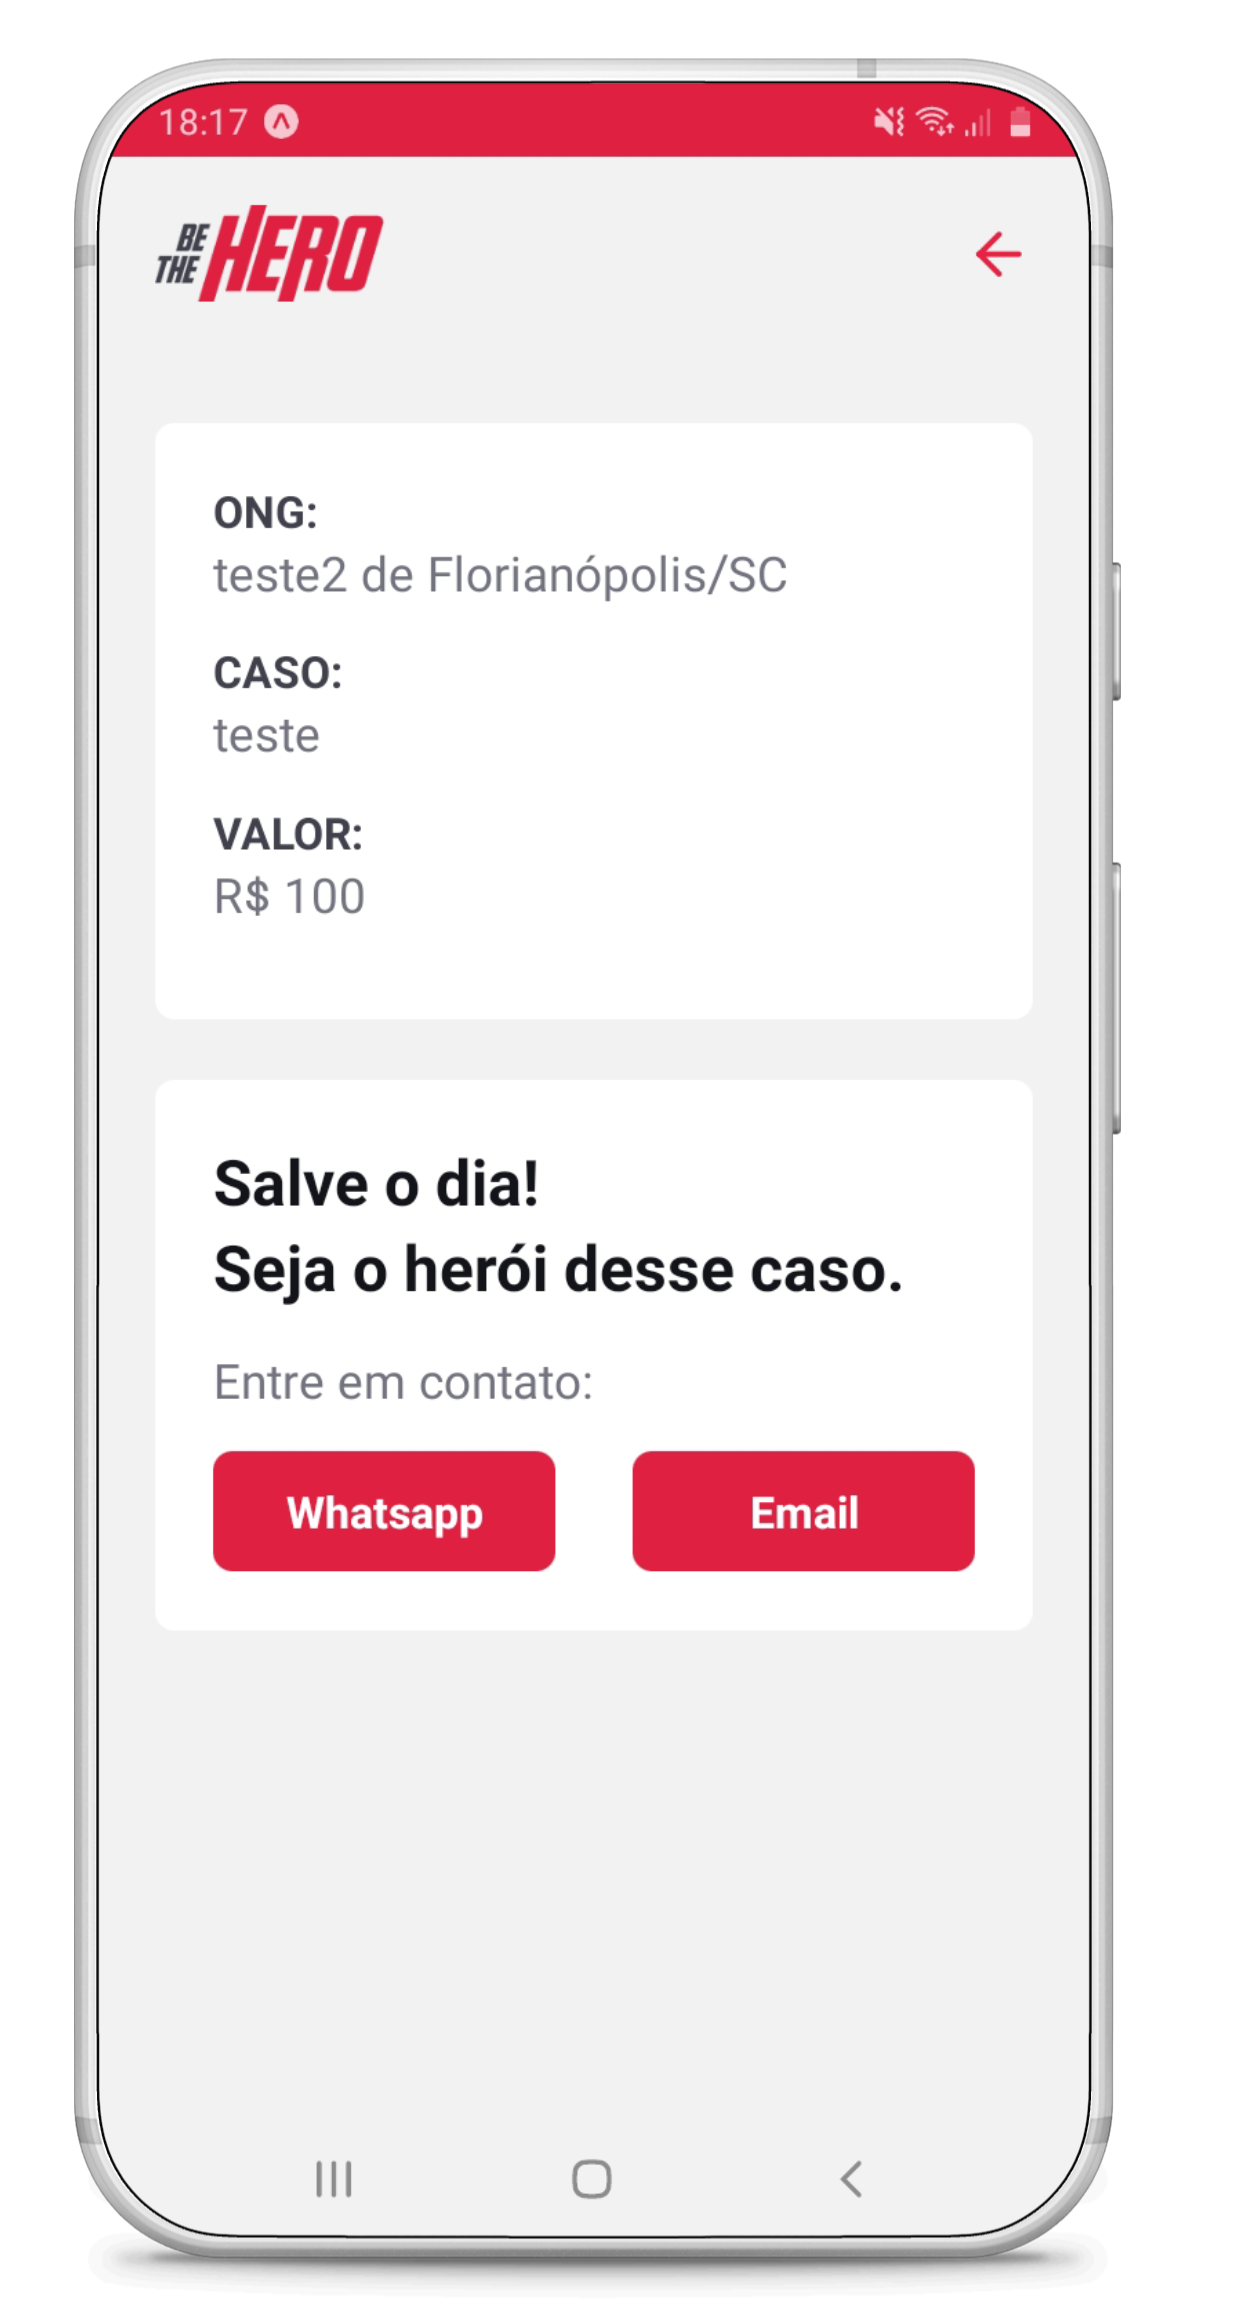 18:17
BE
THE HERO
ONG:
teste2 de Florianópolis/SC
CASO:
teste
VALOR:
R$ 100
Salve o dia!
Seja o herói desse caso.
Entre em contato:
Whatsapp Email